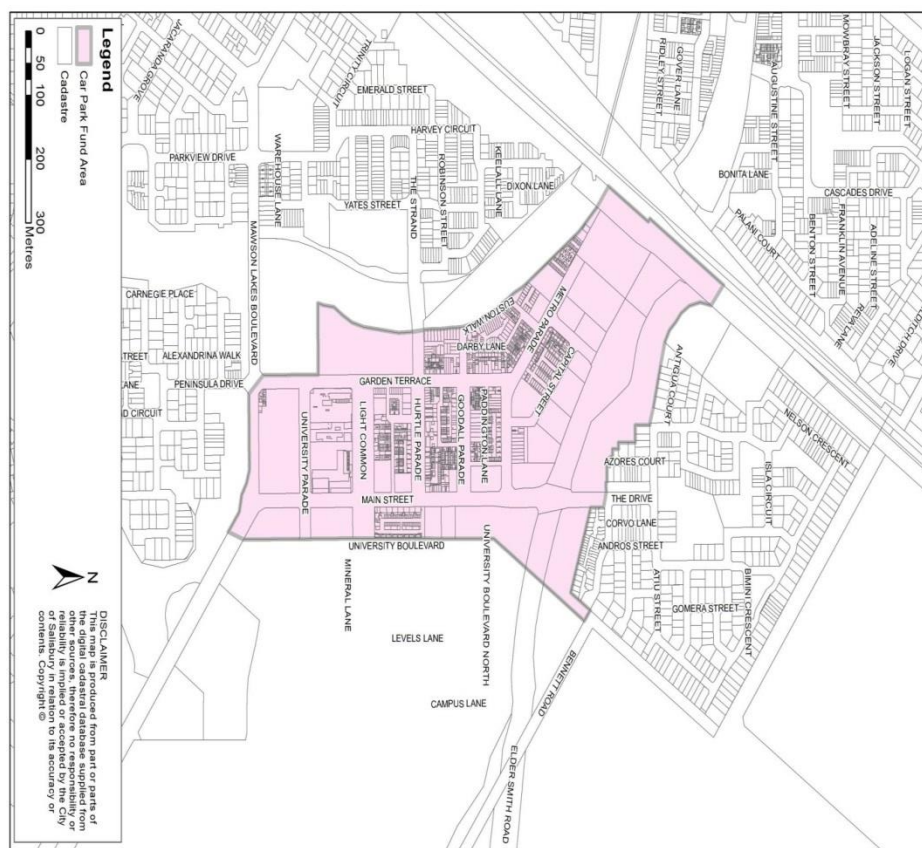 Legend
Car Park Fund Area
Cadastre
0 50 100 200 300
Metres
N
DISCLAIMER
This map is produced from part or parts of
the digital cadastral database supplied from
other sources, therefore no responsibility or
reliability is implied or accepted by the City
of Salisbury in relation to its accuracy or
contents. Copyright ©
JACARANDA GROVE
TRINITY CIRCUIT
EMERALD STREET
HARVEY CIRCUIT
PARKVIEW DRIVE
WAREHOUSE LANE
YATES STREET
THE STRAND
ROBINSON STREET
KEELALL LANE
DIXON LANE
MAWSON LAKES BOULEVARD
CARNEGIE PLACE
STREET
ALEXANDRINA WALK
PENINSULA DRIVE
CIRCUIT
RIDLEY STREET
GOVER LANE
AUGUSTINE STREET
MOWBRAY STREET
JACKSON STREET
LOGAN STREET
BONITA LANE
CASCADES DRIVE
PALANI COURT
BENTON STREET
FRANKLIN AVENUE
ADELINE STREET
REUA LANE
DITCH DRIVE
EUSTON WALK
METRO PARADE
DARBY LANE
CAPITAL STREET
GARDEN TERRACE
UNIVERSITY PARADE
LIGHT COMMON
HURTLE PARADE
GOODALL PARADE
PADDINGTON LANE
MAIN STREET
UNIVERSITY BOULEVARD
MINERAL LANE
LEVELS LANE
CAMPUS LANE
UNIVERSITY BOULEVARD NORTH
ELDER SMITH ROAD
BENNETT ROAD
ANTIGUA COURT
NELSON CRESCENT
AZORES COURT
ISLA CIRCUIT
THE DRIVE
CORVO LANE
ANDROS STREET
ATIU STREET
BIMINI CRESCENT
GOMERA STREET